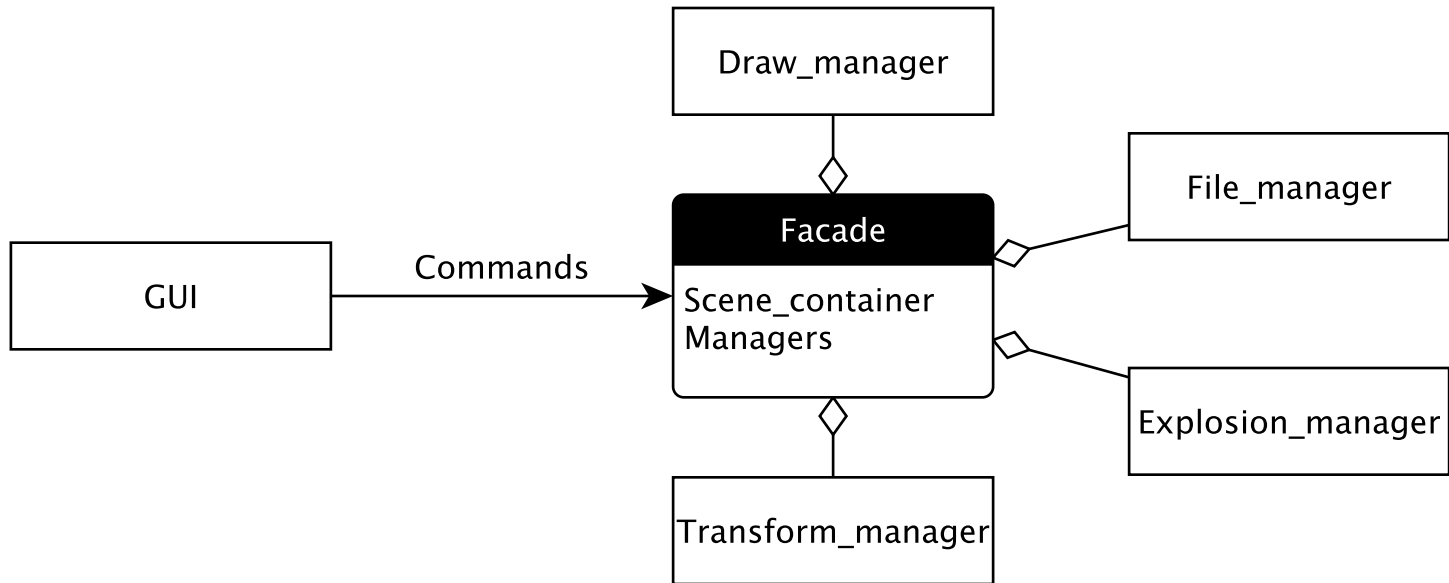 Draw_manager
File_manager
Facade
GUI
Commands
Scene_container
Managers
Explosion_manager
Transform_manager